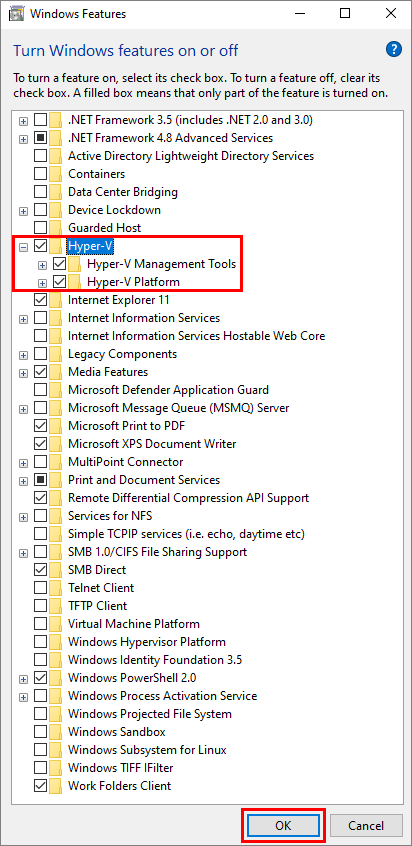 Windows Features
Turn Windows features on or off
?
To turn a feature on, select its check box. To turn a feature off, clear its
check box. A filled box means that only part of the feature is turned on.
.NET Framework 3.5 (includes .NET 2.0 and 3.0)
.NET Framework 4.8 Advanced Services
Active Directory Lightweight Directory Services
Containers
Data Center Bridging
Device Lockdown
Guarded Host
Hyper-V
Hyper-V Management Tools
Hyper-V Platform
Internet Explorer 11
Internet Information Services
Internet Information Services Hostable Web Core
Legacy Components
Media Features
Microsoft Defender Application Guard
Microsoft Message Queue (MSMQ) Server
Microsoft Print to PDF
Microsoft XPS Document Writer
MultiPoint Connector
Print and Document Services
Remote Differential Compression API Support
Services for NFS
Simple TCPIP services (i.e. echo, daytime etc)
SMB 1.0/CIFS File Sharing Support
SMB Direct
Telnet Client
TFTP Client
Virtual Machine Platform
Windows Hypervisor Platform
Windows Identity Foundation 3.5
Windows PowerShell 2.0
Windows Process Activation Service
Windows Projected File System
Windows Sandbox
Windows Subsystem for Linux
Windows TIFF IFilter
Work Folders Client
OK
Cancel